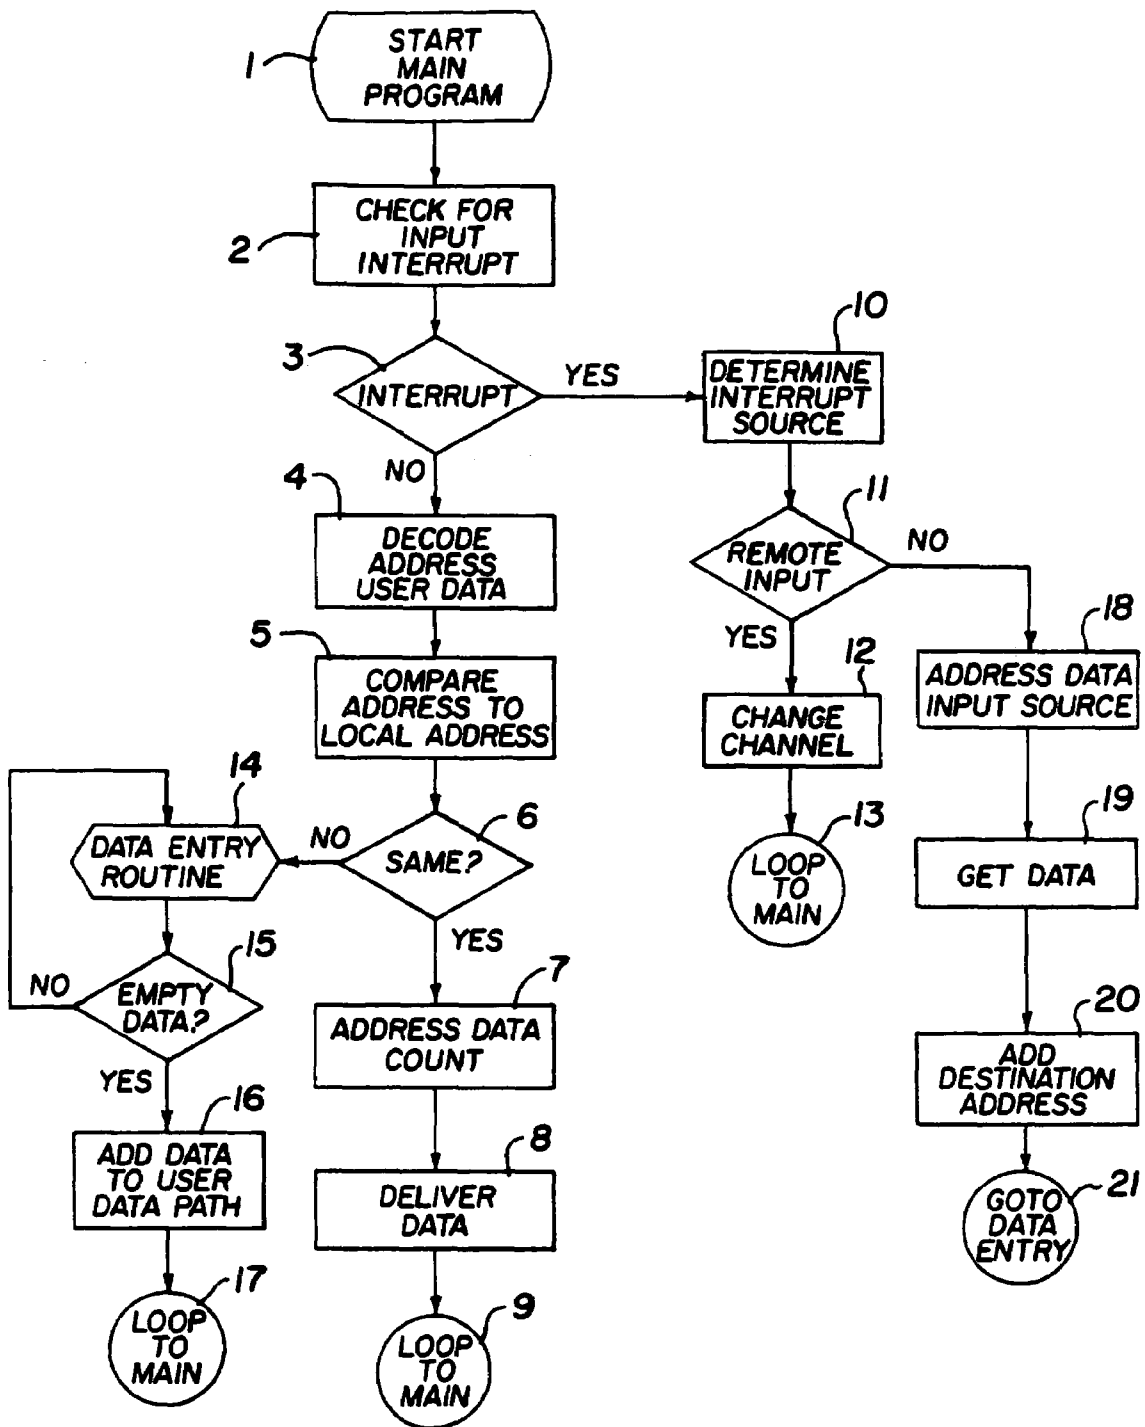 1
START
MAIN
PROGRAM
2
CHECK FOR
INPUT
INTERRUPT
3
INTERRUPT
YES
NO
10
DETERMINE
INTERRUPT
SOURCE
4
DECODE
ADDRESS
USER DATA
11
REMOTE
INPUT
NO
YES
5
COMPARE
ADDRESS TO
LOCAL ADDRESS
12
CHANGE
CHANNEL
18
ADDRESS DATA
INPUT SOURCE
14
DATA ENTRY
ROUTINE
NO
6
SAME?
YES
13
LOOP
TO
MAIN
19
GET DATA
15
EMPTY
DATA?
NO
YES
7
ADDRESS DATA
COUNT
20
ADD
DESTINATION
ADDRESS
16
ADD DATA
TO USER
DATA PATH
8
DELIVER
DATA
21
GOTO
DATA
ENTRY
17
LOOP
TO
MAIN
9
LOOP
TO
MAIN